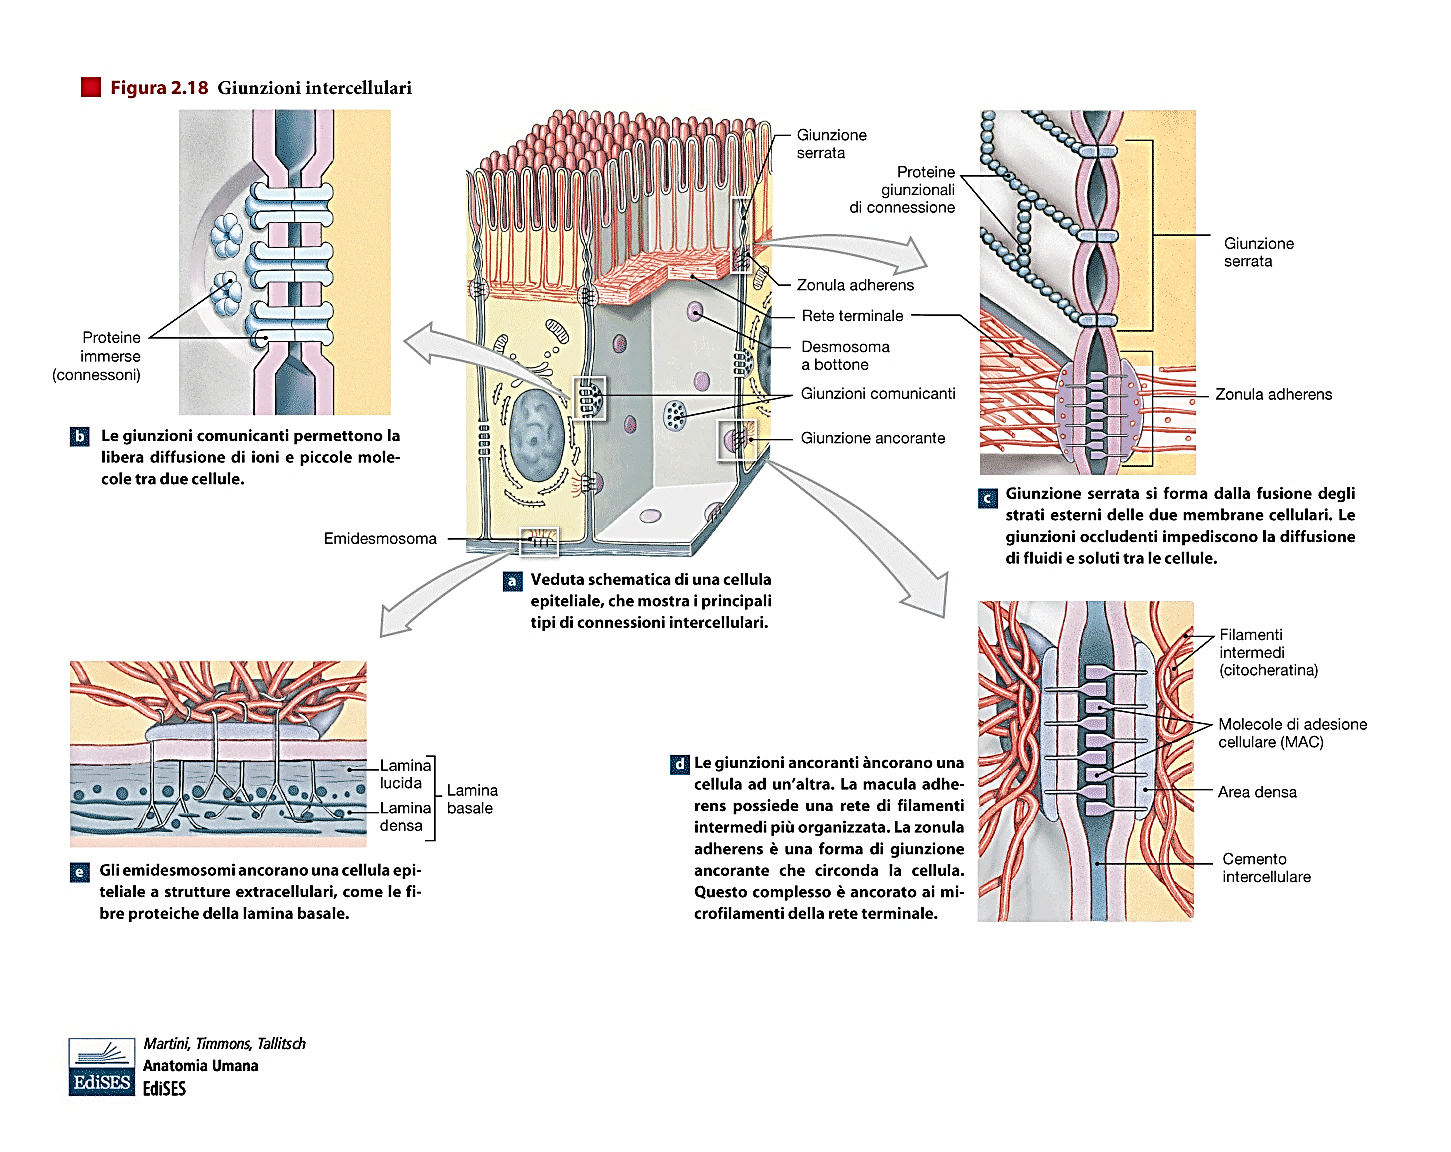 Figura 2.18 Giunzioni intercellulari
Proteine
immerse
(connessoni)
b Le giunzioni comunicanti permettono la
libera diffusione di ioni e piccole mole-
cole tra due cellule.
Giunzione
serrata
Zonula adherens
Rete terminale
Desmosoma
a bottone
Giunzioni comunicanti
Giunzione ancorante
Emidesmosoma
a Veduta schematica di una cellula
epiteliale, che mostra i principali
tipi di connessioni intercellulari.
Proteine
giunzionali
di connessione
Giunzione
serrata
Zonula adherens
c Giunzione serrata si forma dalla fusione degli
strati esterni delle due membrane cellulari. Le
giunzioni occludenti impediscono la diffusione
di fluidi e soluti tra le cellule.
Filamenti
intermedi
(citocheratina)
Molecole di adesione
cellulare (MAC)
Area densa
Cemento
intercellulare
d Le giunzioni ancoranti àncorano una
cellula ad un'altra. La macula adhe-
rens possiede una rete di filamenti
intermedi più organizzata. La zonula
adherens è una forma di giunzione
ancorante che circonda la cellula.
Questo complesso è ancorato ai mi-
crofilamenti della rete terminale.
Lamina
lucida
Lamina
densa
Lamina
basale
e Gli emidesmosomi ancorano una cellula epi-
teliale a strutture extracellulari, come le fi-
bre proteiche della lamina basale.
EdiSES
Martini, Timmons, Tallitsch
Anatomia Umana
EdiSES